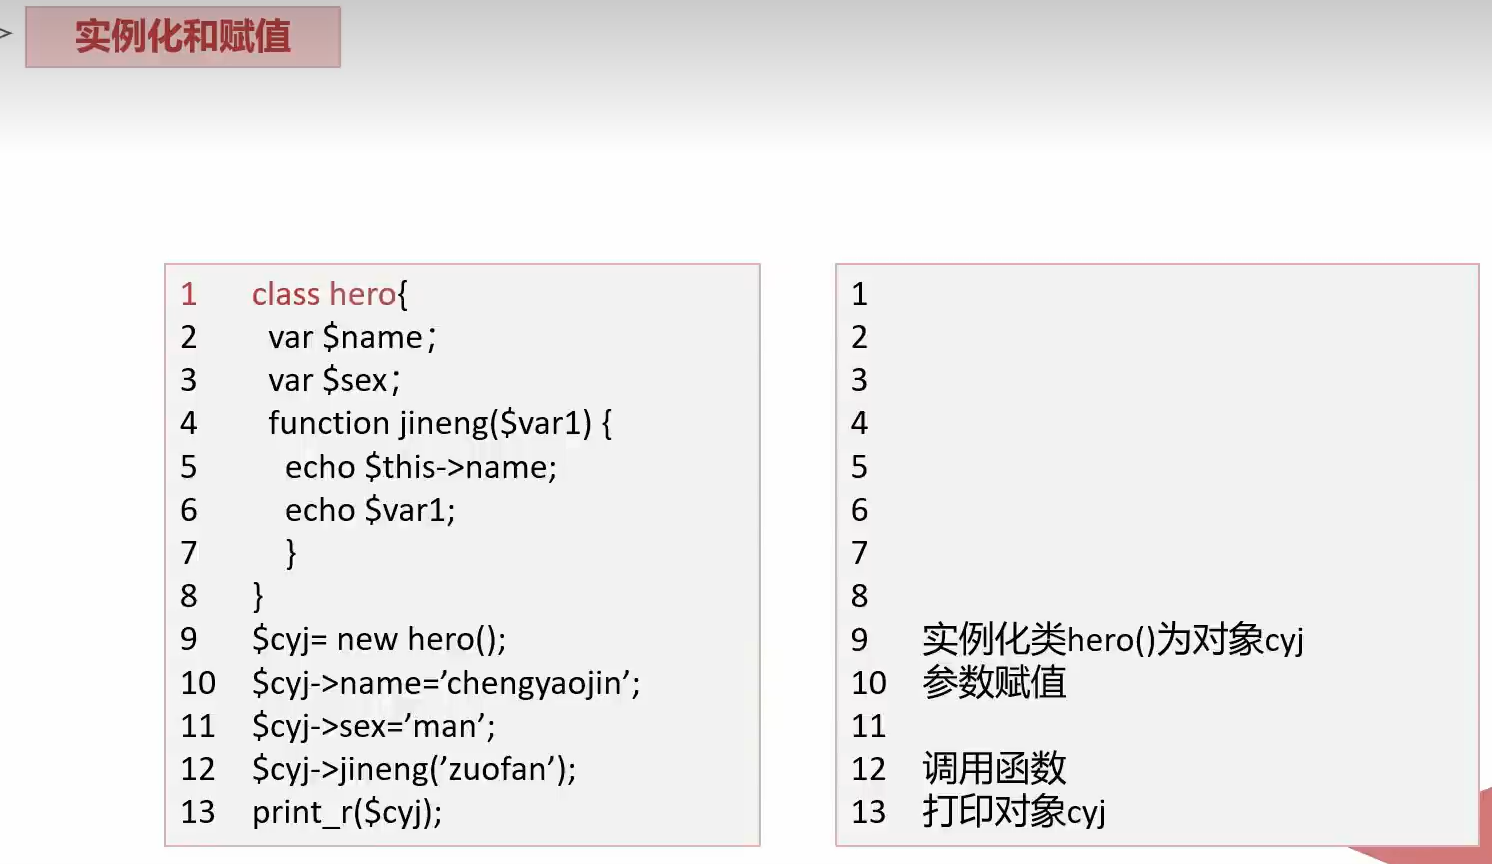 >
实例化和赋值
1 class hero{
2 var $name；
3 var $sex；
4 function jineng($var1) {
5 echo $this->name;
6 echo $var1;
7 }
8 }
9 $cyj= new hero();
10 $cyj->name=’chengyaojin’;
11 $cyj->sex=’man’;
12 $cyj->jineng(’zuofan’);
13 print_r($cyj);
1
2
3
4
5
6
7
8
9 实例化类hero()为对象cyj
10 参数赋值
11
12 调用函数
13 打印对象cyj